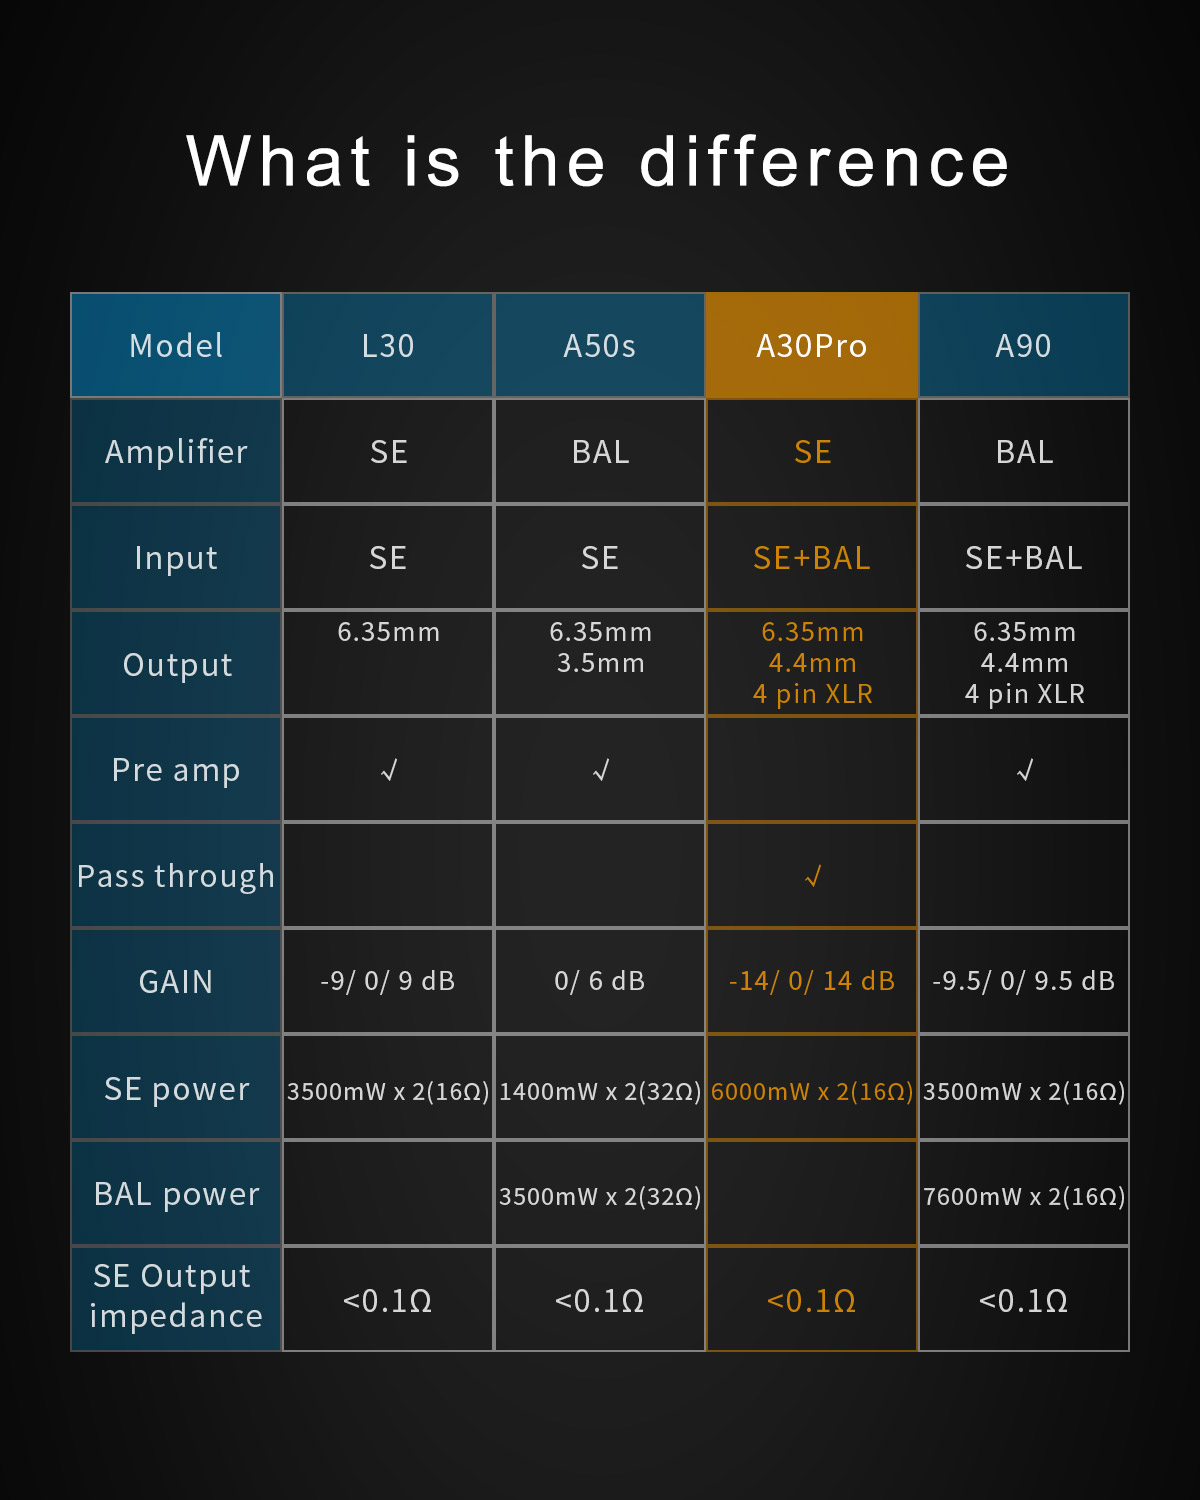 What is the difference
Model L30 A50s A30Pro A90
Amplifier SE BAL SE BAL
Input SE SE SE+BAL SE+BAL
Output
6.35mm
6.35mm
3.5mm
6.35mm
4.4mm
4 pin XLR
6.35mm
4.4mm
4 pin XLR
Pre amp √ √ √
Pass through √
GAIN -9/ 0/ 9 dB 0/ 6 dB -14/ 0/ 14 dB -9.5/ 0/ 9.5 dB
SE power 3500mW x 2(16Ω) 1400mW x 2(32Ω) 6000mW x 2(16Ω) 3500mW x 2(16Ω)
BAL power 3500mW x 2(32Ω) 7600mW x 2(16Ω)
SE Output
impedance
<0.1Ω <0.1Ω <0.1Ω <0.1Ω